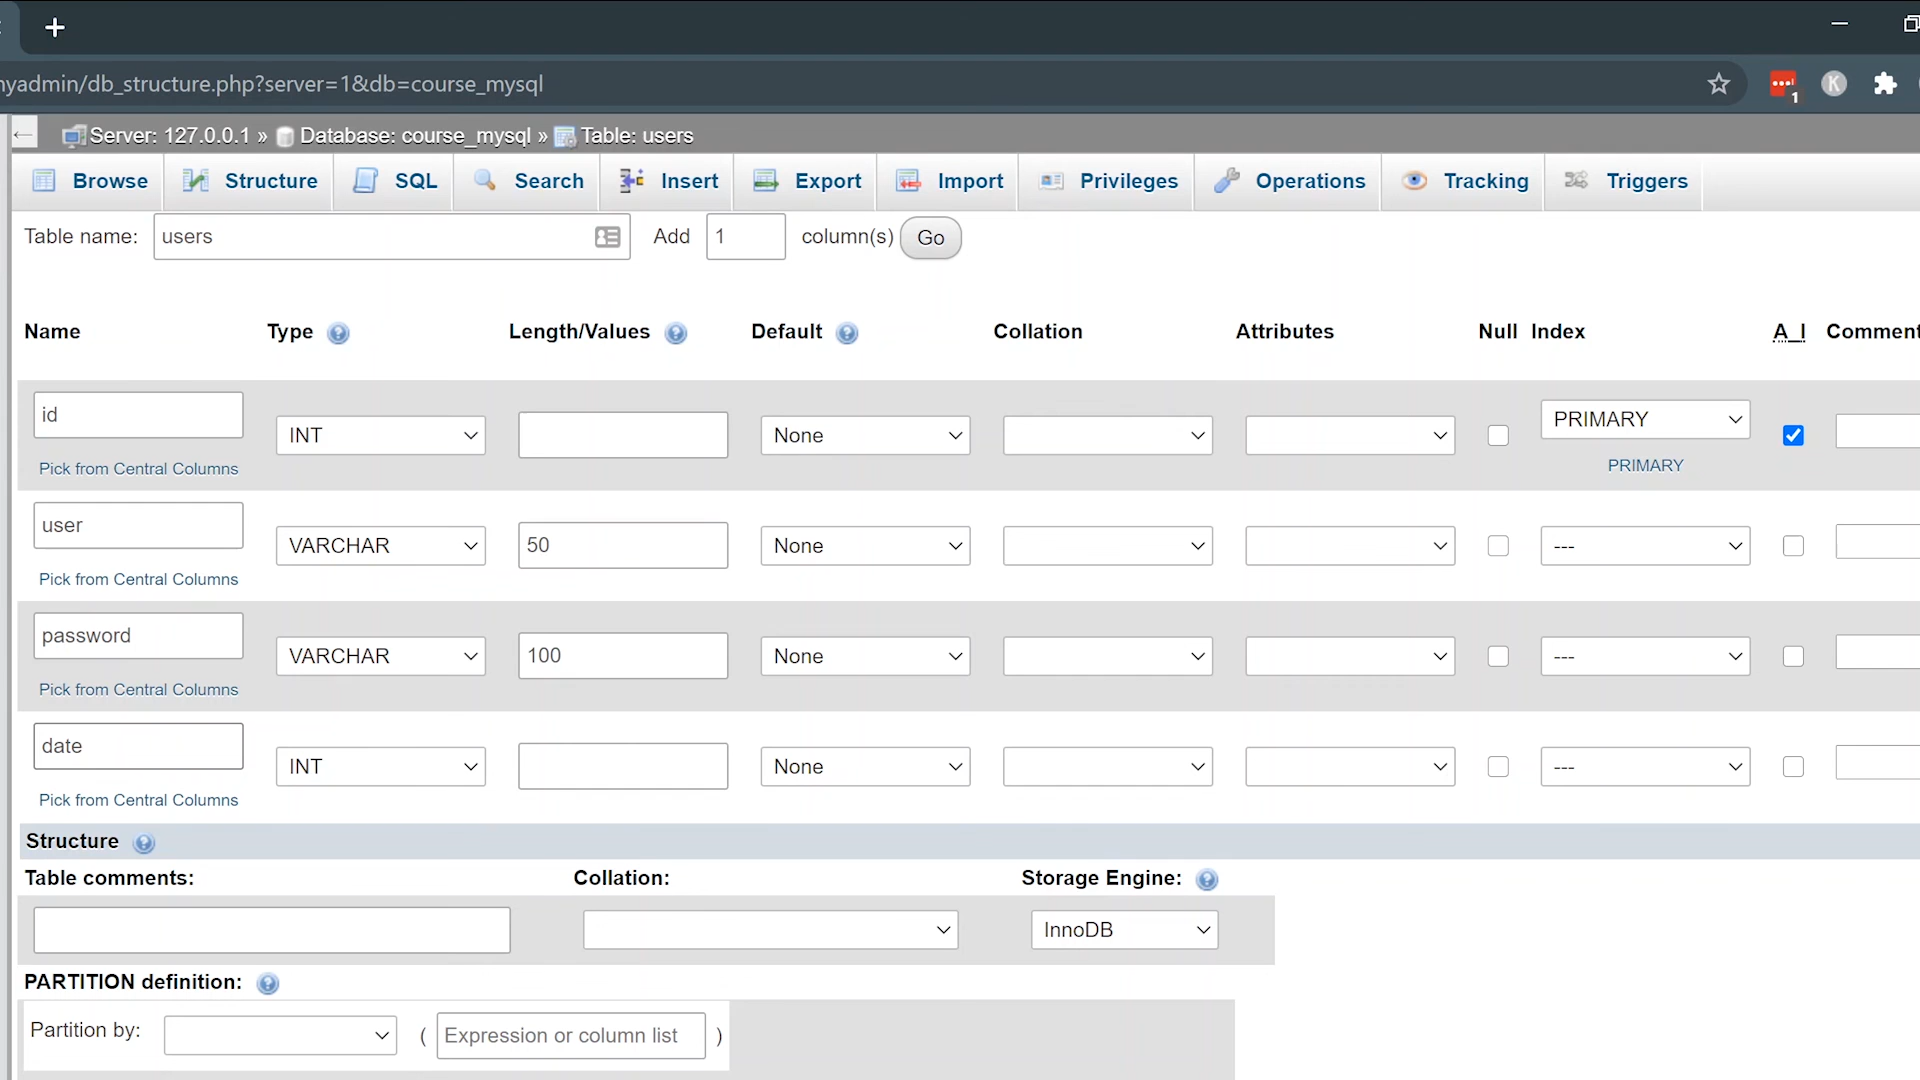 nyadmin/db_structure.php?server=1&db=course_mysql
1
K
Server: 127.0.0.1 » Database: course_mysql » Table: users
Browse Structure SQL Search Insert Export Import Privileges Operations Tracking Triggers
Table name: users Add 1 column(s) Go
Name Type Length/Values Default Collation Attributes Null Index A_I Comment
id INT None PRIMARY
Pick from Central Columns PRIMARY
user VARCHAR 50 None ---
Pick from Central Columns
password VARCHAR 100 None ---
Pick from Central Columns
date INT None ---
Pick from Central Columns
Structure
Table comments: Collation: Storage Engine:
InnoDB
PARTITION definition:
Partition by: ( Expression or column list )